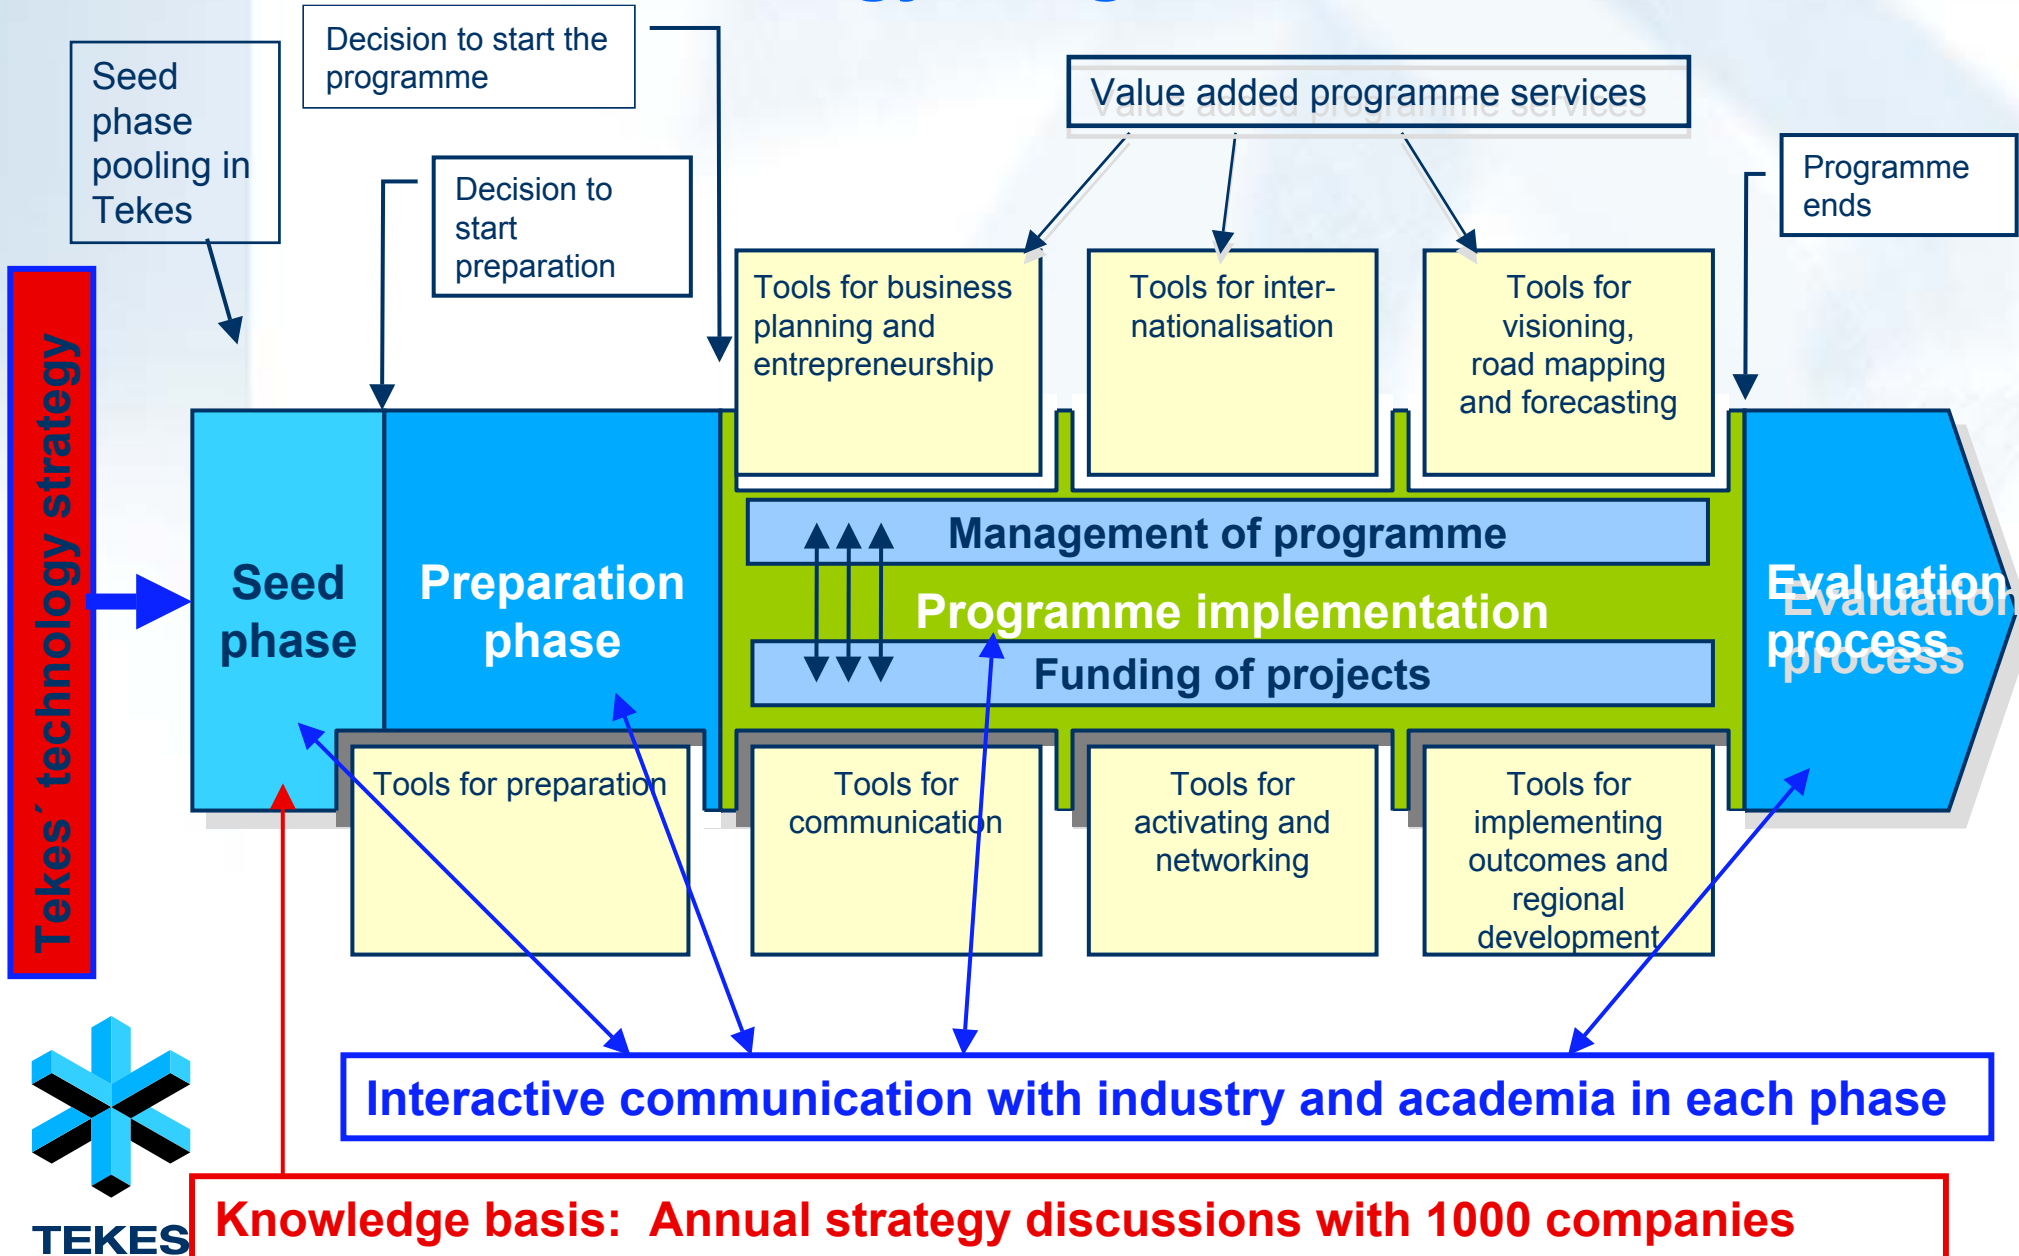 Decision to start the
programme
Seed
phase
pooling in
Tekes
Value added programme services
Decision to
start
preparation
Programme
ends
Tools for business
planning and
entrepreneurship
Tools for inter-
nationalisation
Tools for
visioning,
road mapping
and forecasting
Tekes´ technology strategy
Seed
phase
Preparation
phase
Management of programme
Programme implementation
Funding of projects
Evaluation
process
Tools for preparation
Tools for
communication
Tools for
activating and
networking
Tools for
implementing
outcomes and
regional
development
Interactive communication with industry and academia in each phase
Knowledge basis: Annual strategy discussions with 1000 companies
TEKES